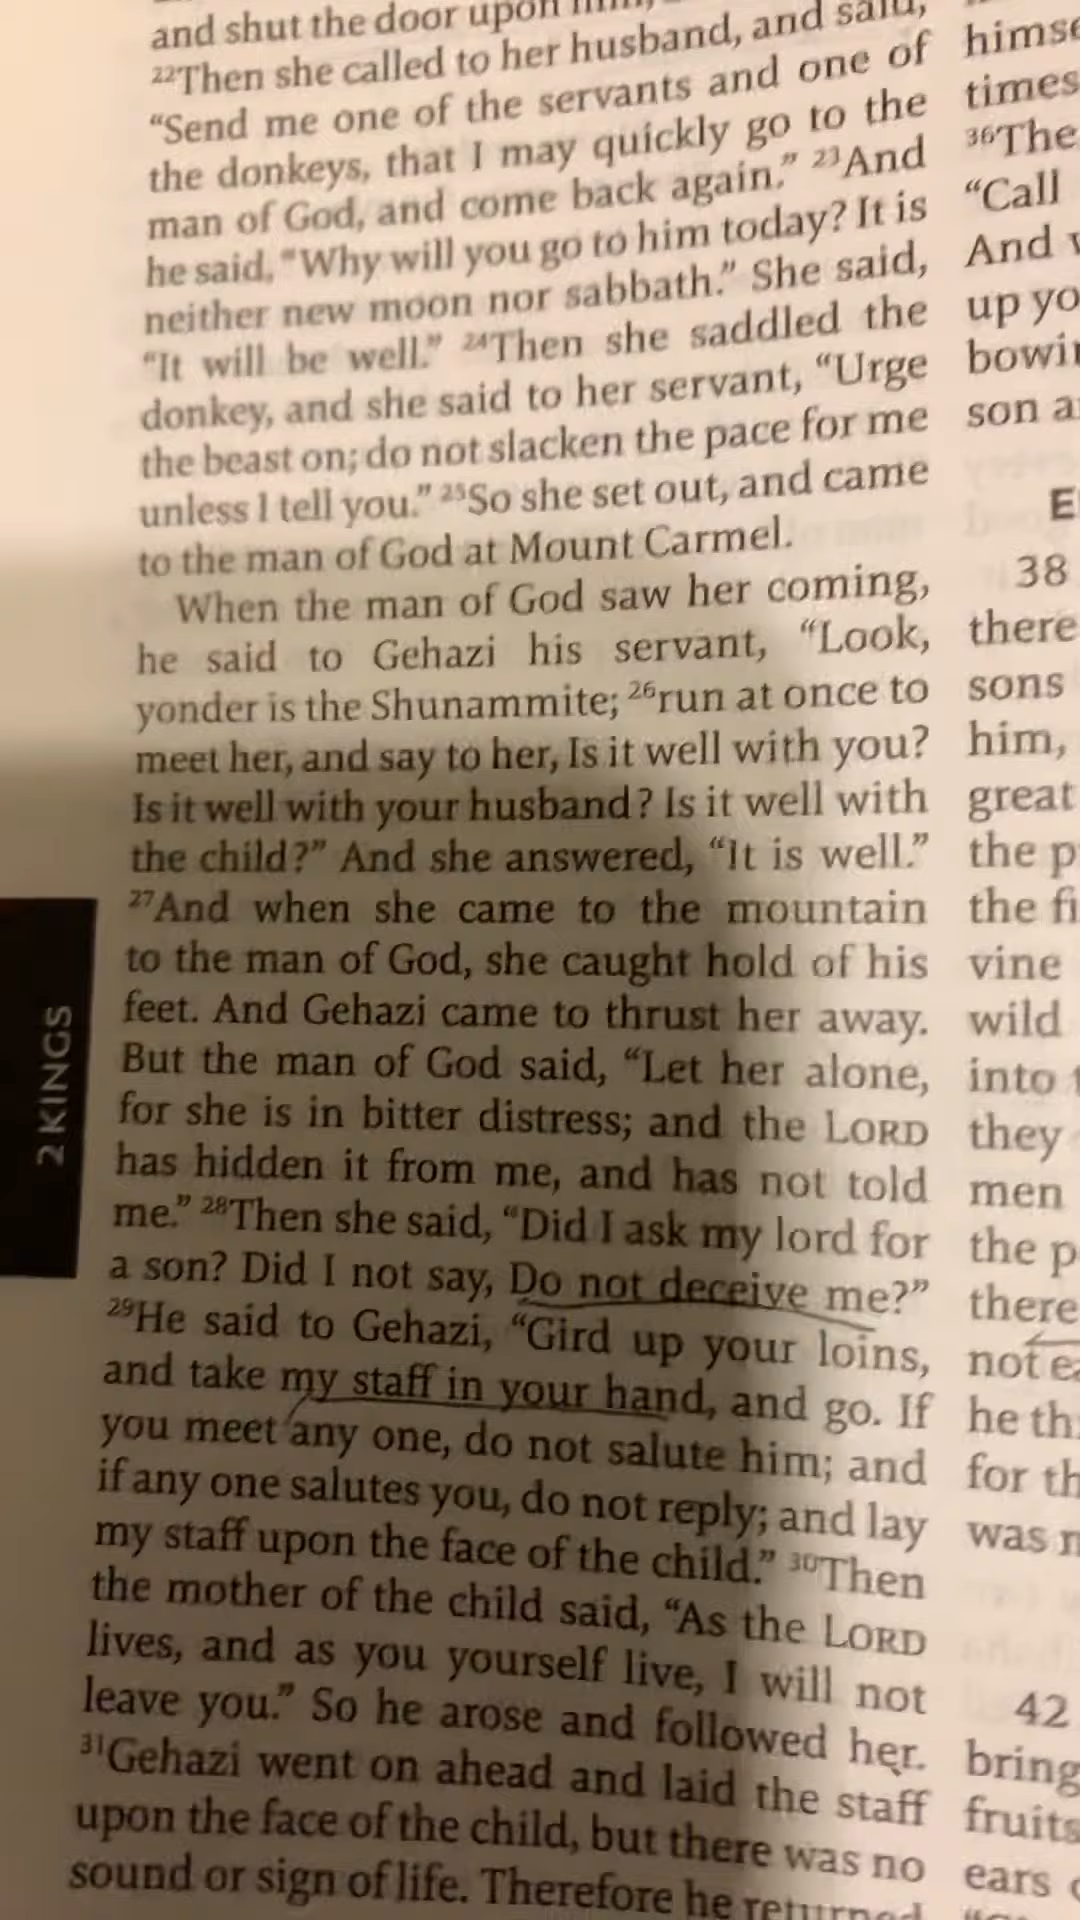 and shut the door upon him,
²²Then she called to her husband, and said,
“Send me one of the servants and one of
the donkeys, that I may quickly go to the
man of God, and come back again.” ²³And
he said, “Why will you go to him today? It is
neither new moon nor sabbath.” She said,
“It will be well.” ²⁴Then she saddled the
donkey, and she said to her servant, “Urge
the beast on; do not slacken the pace for me
unless I tell you.” ²⁵So she set out, and came
to the man of God at Mount Carmel.
When the man of God saw her coming,
he said to Gehazi his servant, “Look,
yonder is the Shunammite; ²⁶run at once to
meet her, and say to her, Is it well with you?
Is it well with your husband? Is it well with
the child?” And she answered, “It is well.”
²⁷And when she came to the mountain
to the man of God, she caught hold of his
feet. And Gehazi came to thrust her away.
But the man of God said, “Let her alone,
for she is in bitter distress; and the LORD
has hidden it from me, and has not told
me.” ²⁸Then she said, “Did I ask my lord for
a son? Did I not say, Do not deceive me?”
²⁹He said to Gehazi, “Gird up your loins,
and take my staff in your hand, and go. If
you meet any one, do not salute him; and
if any one salutes you, do not reply; and lay
my staff upon the face of the child.” ³⁰Then
the mother of the child said, “As the LORD
lives, and as you yourself live, I will not
leave you.” So he arose and followed her.
³¹Gehazi went on ahead and laid the staff
upon the face of the child, but there was no
sound or sign of life. Therefore he returned
2 KINGS
times
³⁶The
“Call
And
up
son
38
there
sons
him,
great
the
the
vine
wild
into
they
men
the
there
not
he
for
was
42
bring
fruits
ears